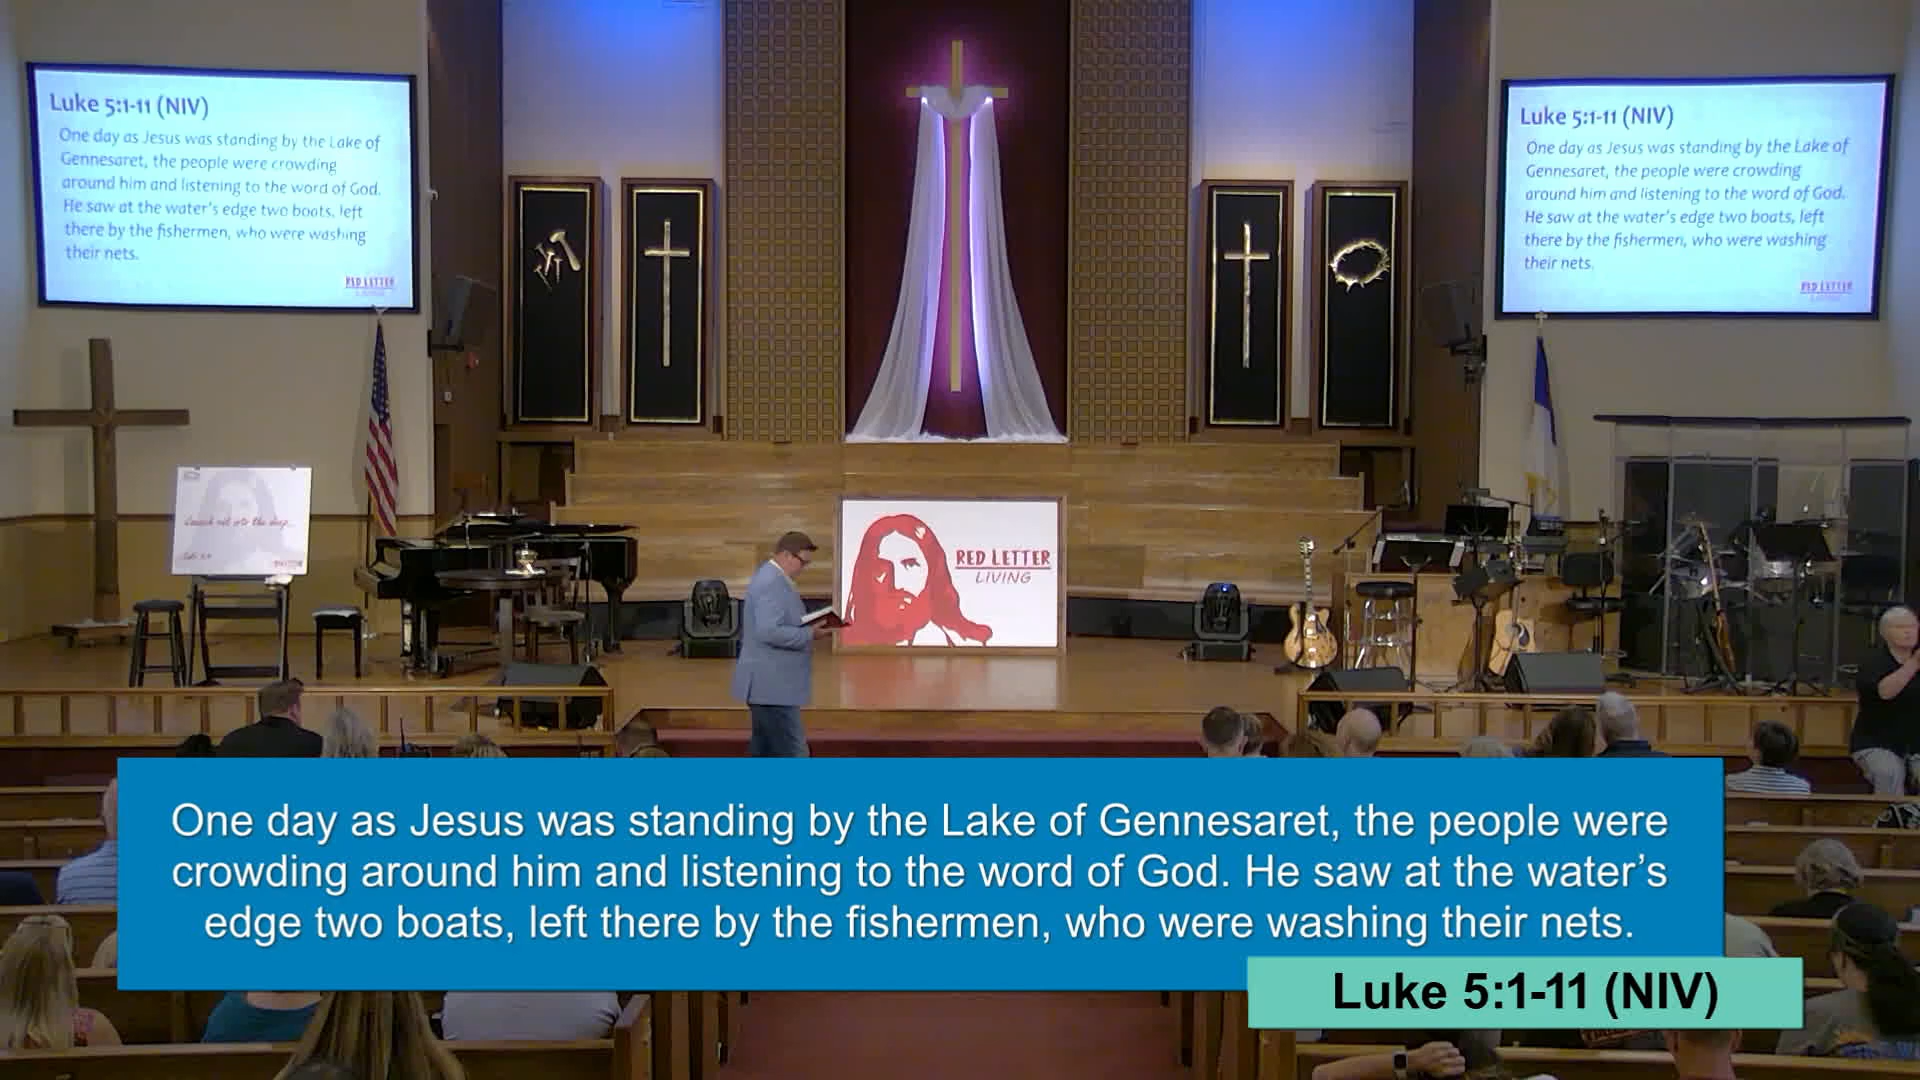 Luke 5:1-11 (NIV)
One day as Jesus was standing by the Lake of
Gennesaret, the people were crowding
around him and listening to the word of God.
He saw at the water's edge two boats, left
there by the fishermen, who were washing
their nets.
RED LETTER
Luke 5:1-11 (NIV)
One day as Jesus was standing by the Lake of
Gennesaret, the people were crowding
around him and listening to the word of God.
He saw at the water's edge two boats, left
there by the fishermen, who were washing
their nets.
RED LETTER
Launch out into the deep...
RED LETTER
LIVING
One day as Jesus was standing by the Lake of Gennesaret, the people were
crowding around him and listening to the word of God. He saw at the water’s
edge two boats, left there by the fishermen, who were washing their nets.
Luke 5:1-11 (NIV)